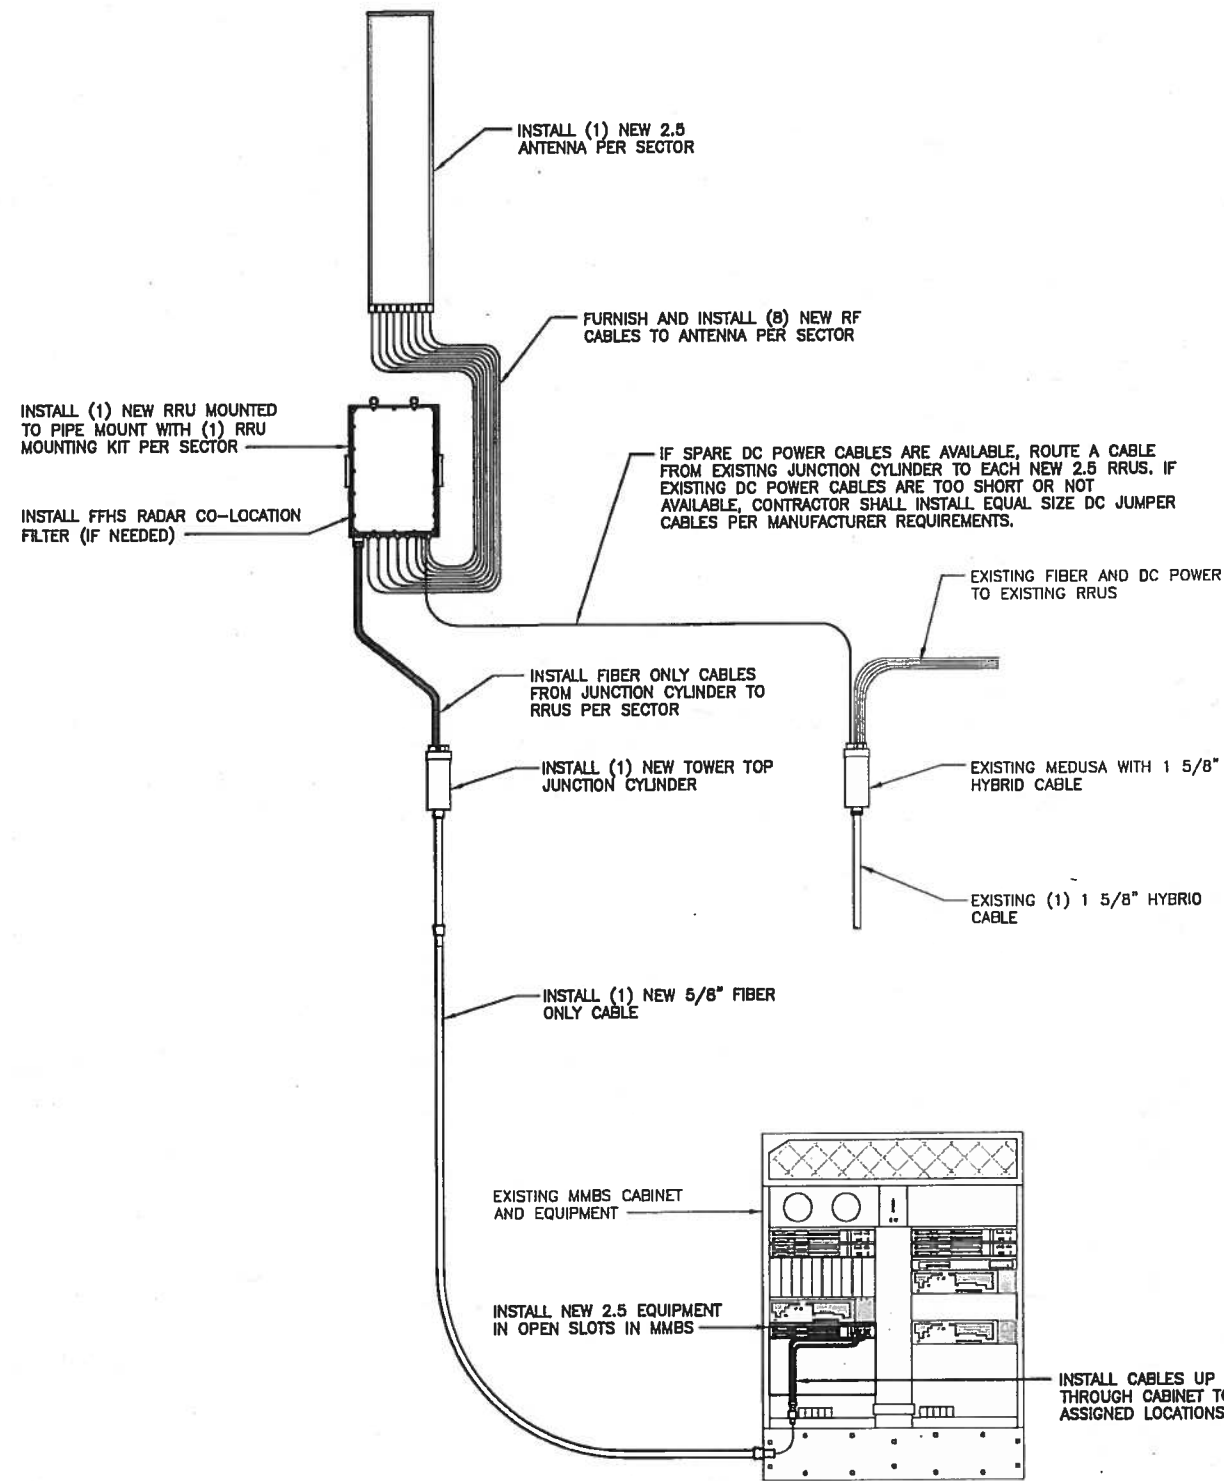 INSTALL (1) NEW 2.5
ANTENNA PER SECTOR
FURNISH AND INSTALL (8) NEW RF
CABLES TO ANTENNA PER SECTOR
INSTALL (1) NEW RRU MOUNTED
TO PIPE MOUNT WITH (1) RRU
MOUNTING KIT PER SECTOR
IF SPARE DC POWER CABLES ARE AVAILABLE, ROUTE A CABLE
FROM EXISTING JUNCTION CYLINDER TO EACH NEW 2.5 RRUS. IF
EXISTING DC POWER CABLES ARE TOO SHORT OR NOT
AVAILABLE, CONTRACTOR SHALL INSTALL EQUAL SIZE DC JUMPER
CABLES PER MANUFACTURER REQUIREMENTS.
INSTALL FFHS RADAR CO-LOCATION
FILTER (IF NEEDED)
EXISTING FIBER AND DC POWER
TO EXISTING RRUS
INSTALL FIBER ONLY CABLES
FROM JUNCTION CYLINDER TO
RRUS PER SECTOR
INSTALL (1) NEW TOWER TOP
JUNCTION CYLINDER
EXISTING MEDUSA WITH 1 5/8"
HYBRID CABLE
EXISTING (1) 1 5/8" HYBRID
CABLE
INSTALL (1) NEW 5/8" FIBER
ONLY CABLE
EXISTING MMBS CABINET
AND EQUIPMENT
INSTALL NEW 2.5 EQUIPMENT
IN OPEN SLOTS IN MMBS
INSTALL CABLES UP
THROUGH CABINET TO
ASSIGNED LOCATIONS